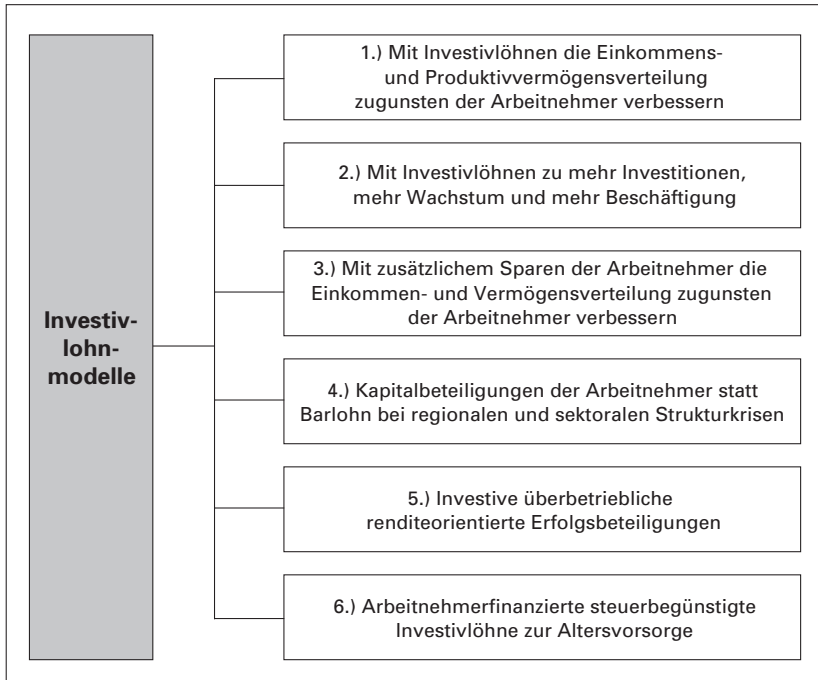 Investiv-
lohn-
modelle
1.) Mit Investivlöhnen die Einkommens-
und Produktivvermögensverteilung
zugunsten der Arbeitnehmer verbessern
2.) Mit Investivlöhnen zu mehr Investitionen,
mehr Wachstum und mehr Beschäftigung
3.) Mit zusätzlichem Sparen der Arbeitnehmer die
Einkommen- und Vermögensverteilung zugunsten
der Arbeitnehmer verbessern
4.) Kapitalbeteiligungen der Arbeitnehmer statt
Barlohn bei regionalen und sektoralen Strukturkrisen
5.) Investive überbetriebliche
renditeorientierte Erfolgsbeteiligungen
6.) Arbeitnehmerfinanzierte steuerbegünstigte
Investivlöhne zur Altersvorsorge